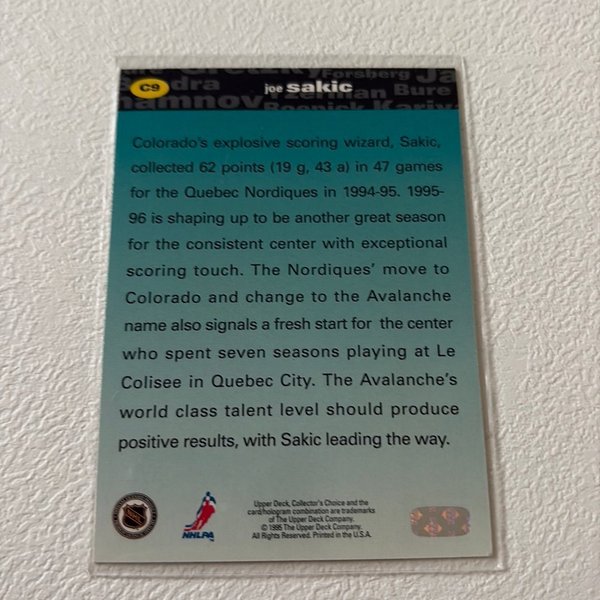 C9
joe sakic
Forsberg
Bure
Colorado's explosive scoring wizard, Sakic,
collected 62 points (19 g, 43 a) in 47 games
for the Quebec Nordiques in 1994-95. 1995-
96 is shaping up to be another great season
for the consistent center with exceptional
scoring touch. The Nordiques' move to
Colorado and change to the Avalanche
name also signals a fresh start for the center
who spent seven seasons playing at Le
Colisee in Quebec City. The Avalanche's
world class talent level should produce
positive results, with Sakic leading the way.
NHLPA
Upper Deck, Collector's Choice and the
card/hologram combination are trademarks
of The Upper Deck Company.
© 1995 The Upper Deck Company.
All Rights Reserved. Printed in the U.S.A.